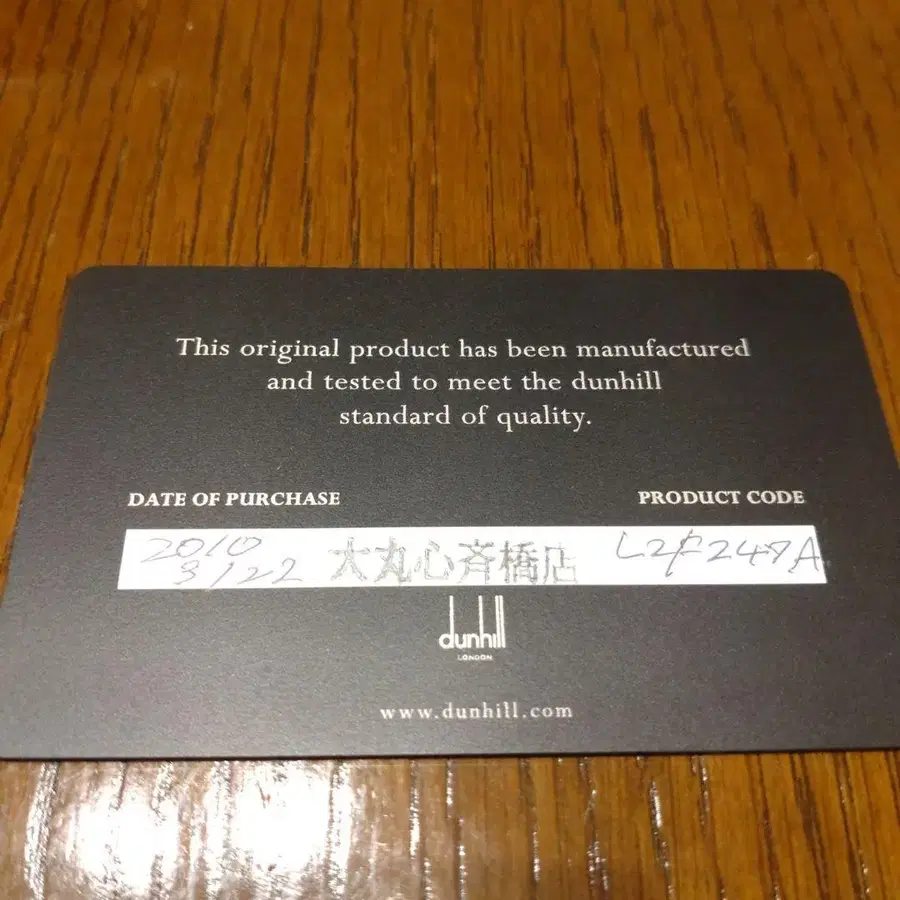 This original product has been manufactured
and tested to meet the dunhill
standard of quality.
DATE OF PURCHASE PRODUCT CODE
2010 3/22 大丸心斉橋店 L2F247A
dunhill
LONDON
www.dunhill.com